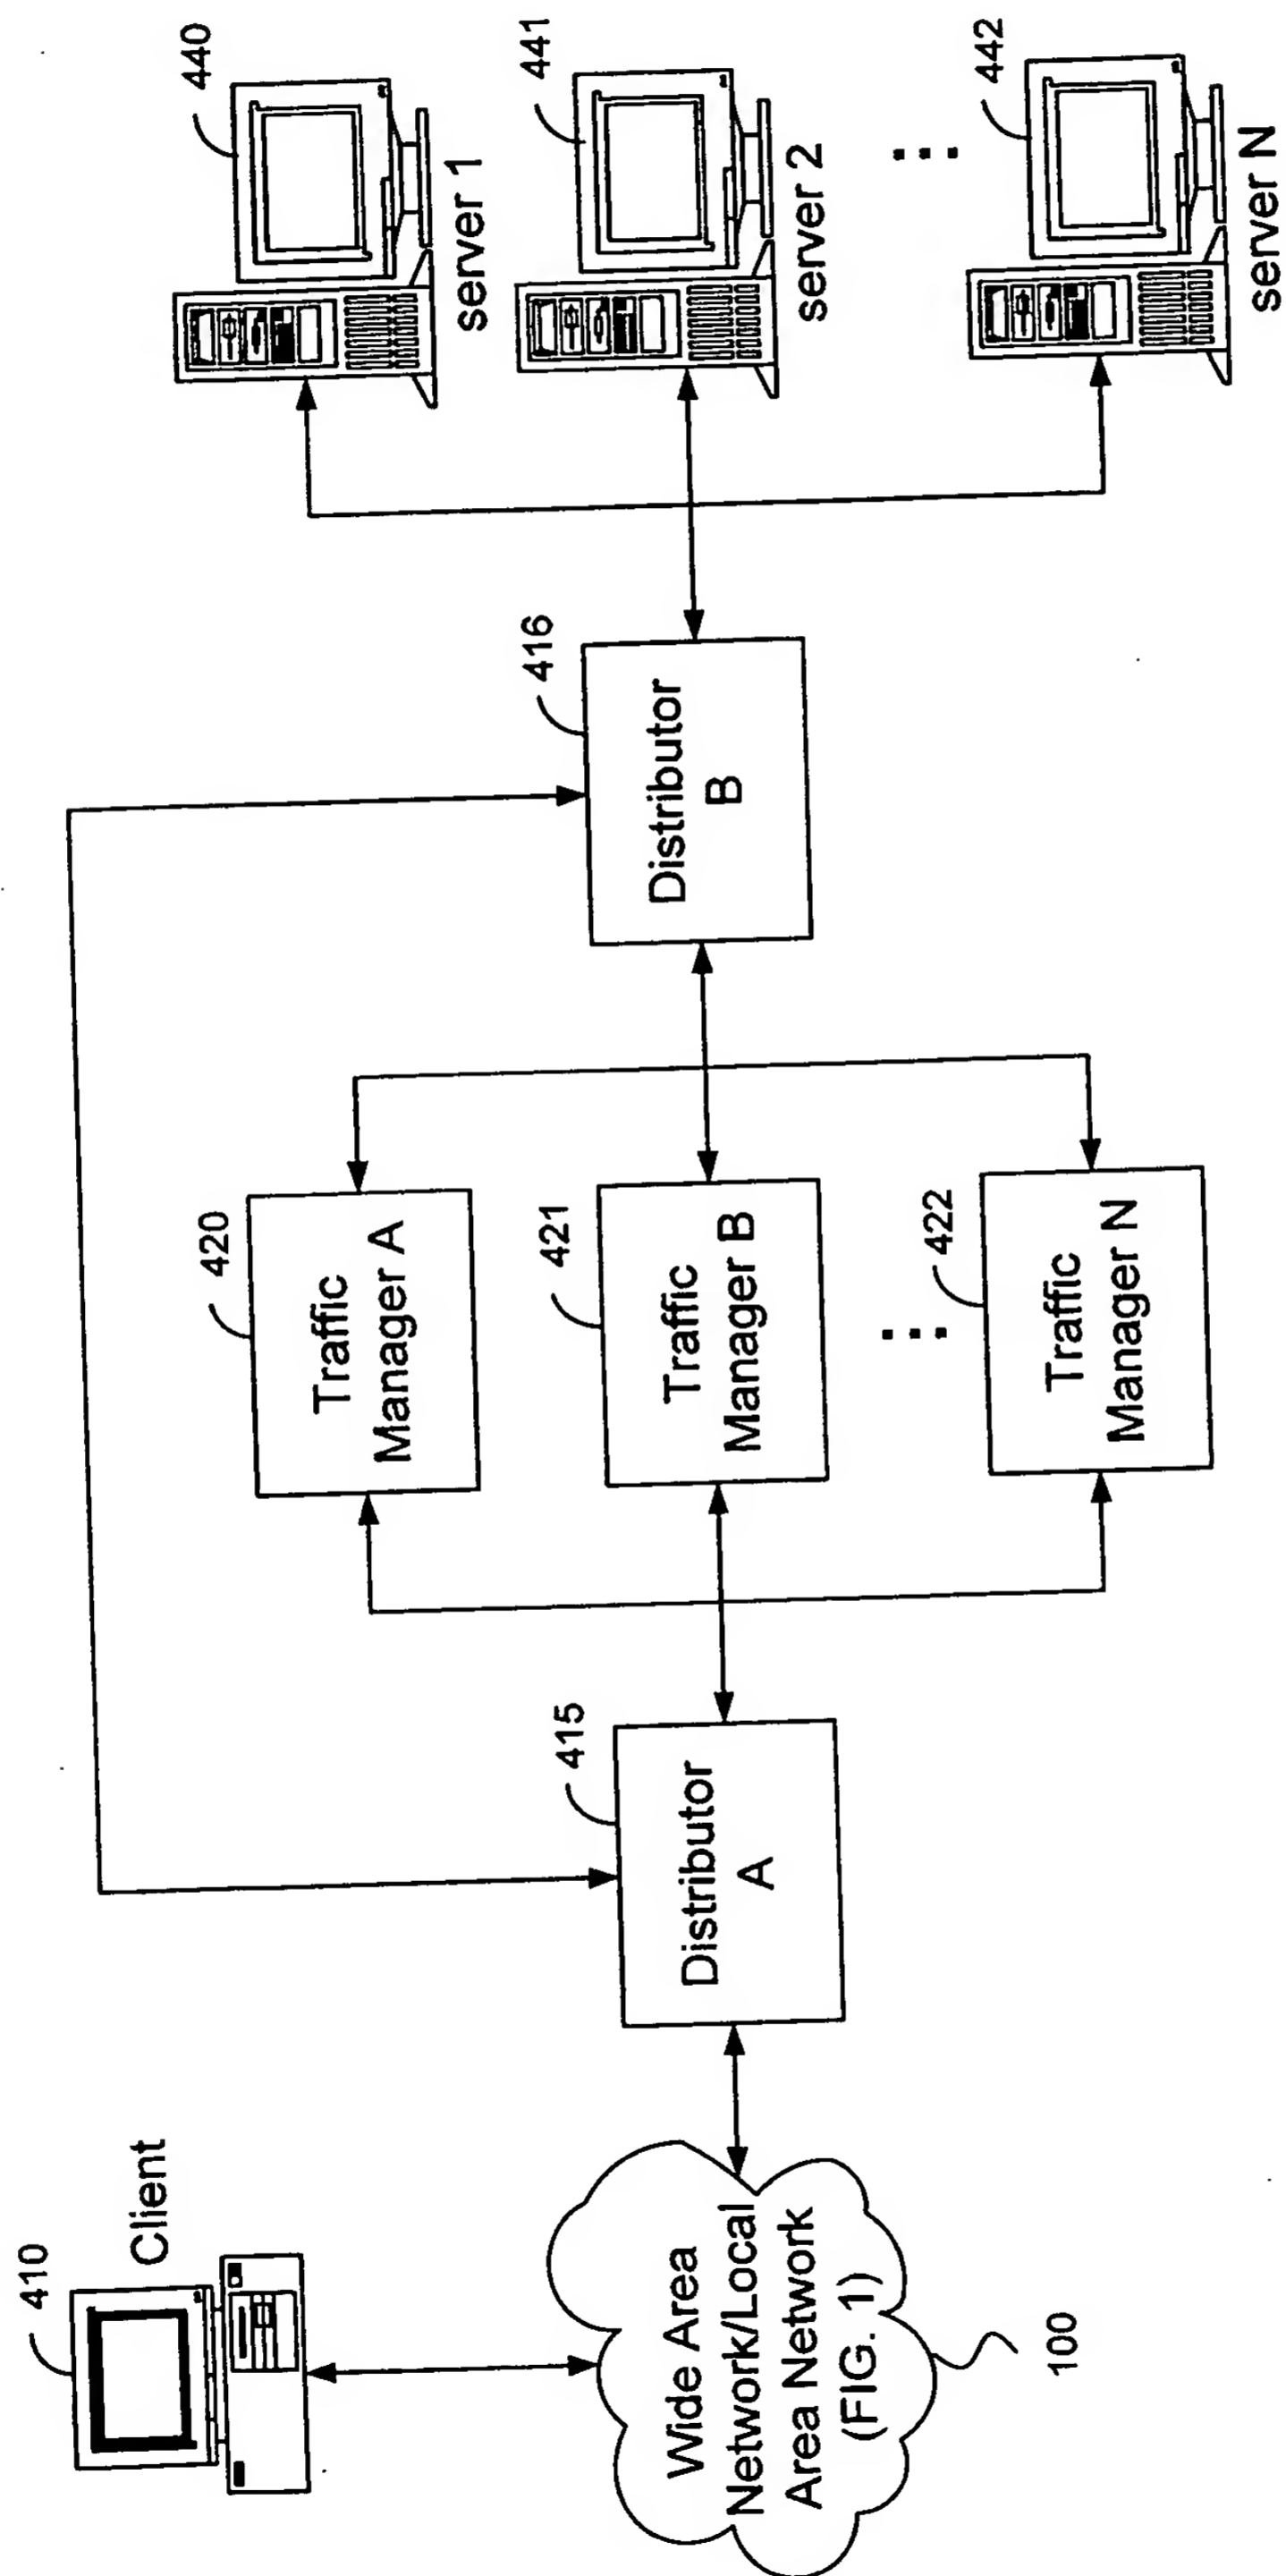 410
Client
Wide Area
Network/Local
Area Network
(FIG. 1)
100
415
Distributor
A
420
Traffic
Manager A
421
Traffic
Manager B
⋮
422
Traffic
Manager N
416
Distributor
B
440
server 1
441
server 2
⋮
442
server N